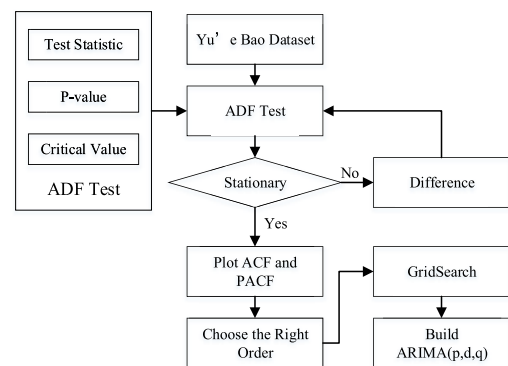 Test Statistic
P-value
Critical Value
ADF Test
Yu’ e Bao Dataset
ADF Test
Stationary
No
Difference
Yes
Plot ACF and
PACF
Choose the Right
Order
GridSearch
Build
ARIMA(p,d,q)